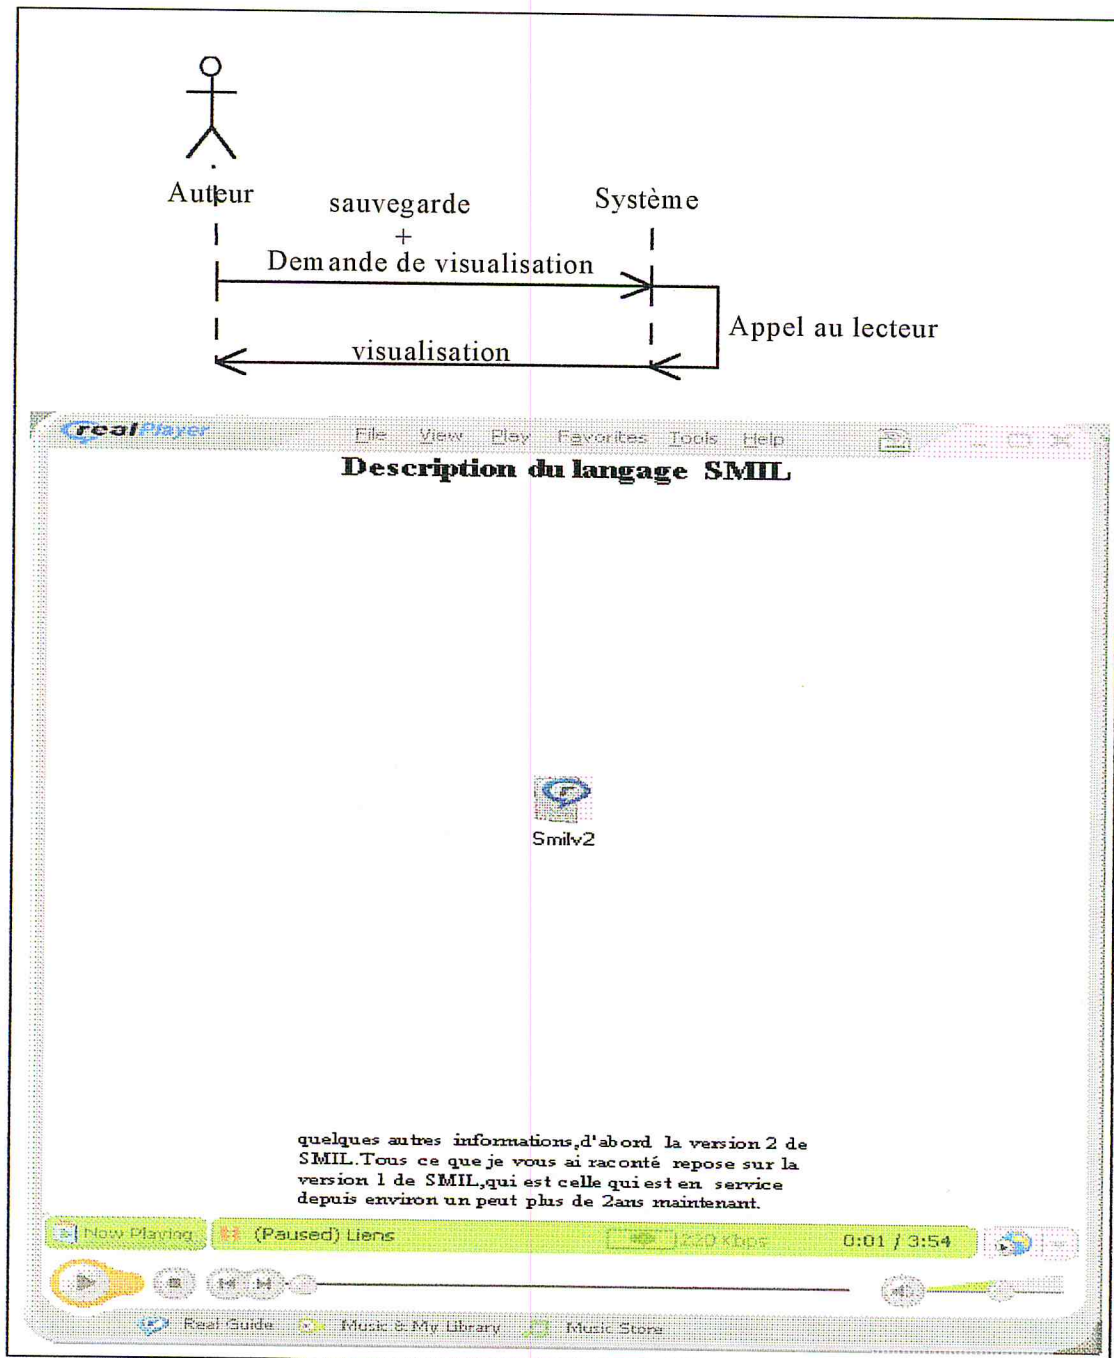 Auteur
sauvegarde
+
Demande de visualisation
Système
Appel au lecteur
visualisation
realPlayer
File View Play Favorites Tools Help
Description du langage SMIL
Smilv2
quelques autres informations,d'abord la version 2 de
SMIL.Tous ce que je vous ai raconté repose sur la
version 1 de SMIL,qui est celle qui est en service
depuis environ un peut plus de 2ans maintenant.
Now Playing (Paused) Liens 220 Kbps 0:01 / 3:54
Real Guide Music & My Library Music Store